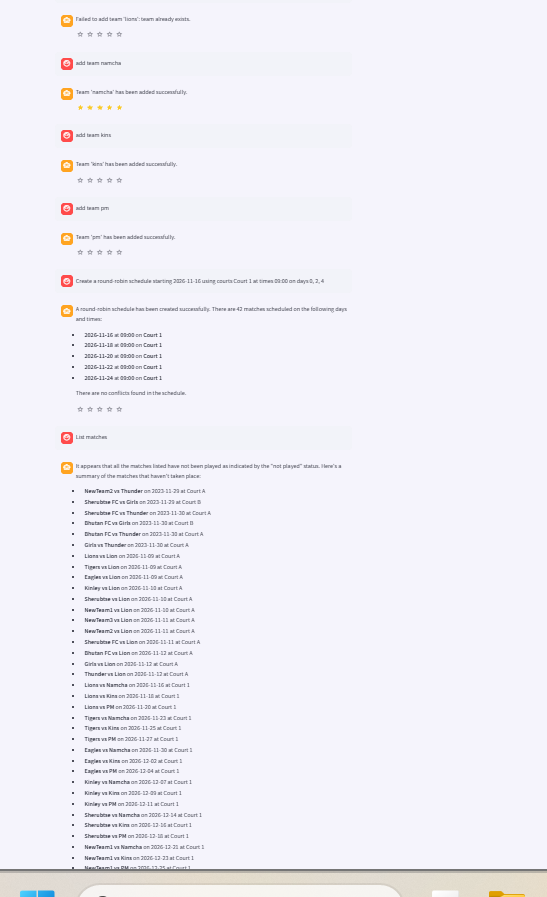 Failed to add team 'lions': team already exists.
add team namcha
Team 'namcha' has been added successfully.
add team kins
Team 'kins' has been added successfully.
add team pm
Team 'pm' has been added successfully.
Create a round-robin schedule starting 2026-11-16 using courts Court 1 at times 09:00 on days 0, 2, 4
A round-robin schedule has been created successfully. There are 42 matches scheduled on the following days
and times:
2026-11-16 at 09:00 on Court 1
2026-11-18 at 09:00 on Court 1
2026-11-20 at 09:00 on Court 1
2026-11-22 at 09:00 on Court 1
2026-11-24 at 09:00 on Court 1
There are no conflicts found in the schedule.
List matches
It appears that all the matches listed have not been played as indicated by the "not played" status. Here's a
summary of the matches that haven't taken place:
NewTeam2 vs Thunder on 2023-11-29 at Court A
Sherubtse FC vs Girls on 2023-11-29 at Court B
Sherubtse FC vs Thunder on 2023-11-30 at Court A
Bhutan FC vs Girls on 2023-11-30 at Court B
Bhutan FC vs Thunder on 2023-11-30 at Court A
Girls vs Thunder on 2023-11-30 at Court A
Lions vs Lion on 2026-11-09 at Court A
Tigers vs Lion on 2026-11-09 at Court A
Eagles vs Lion on 2026-11-09 at Court A
Kinley vs Lion on 2026-11-10 at Court A
Sherubtse vs Lion on 2026-11-10 at Court A
NewTeam1 vs Lion on 2026-11-10 at Court A
NewTeam3 vs Lion on 2026-11-11 at Court A
NewTeam2 vs Lion on 2026-11-11 at Court A
Sherubtse FC vs Lion on 2026-11-11 at Court A
Bhutan FC vs Lion on 2026-11-12 at Court A
Girls vs Lion on 2026-11-12 at Court A
Thunder vs Lion on 2026-11-12 at Court A
Lions vs Namcha on 2026-11-16 at Court 1
Lions vs Kins on 2026-11-18 at Court 1
Lions vs PM on 2026-11-20 at Court 1
Tigers vs Namcha on 2026-11-23 at Court 1
Tigers vs Kins on 2026-11-25 at Court 1
Tigers vs PM on 2026-11-27 at Court 1
Eagles vs Namcha on 2026-11-30 at Court 1
Eagles vs Kins on 2026-12-02 at Court 1
Eagles vs PM on 2026-12-04 at Court 1
Kinley vs Namcha on 2026-12-07 at Court 1
Kinley vs Kins on 2026-12-09 at Court 1
Kinley vs PM on 2026-12-11 at Court 1
Sherubtse vs Namcha on 2026-12-14 at Court 1
Sherubtse vs Kins on 2026-12-16 at Court 1
Sherubtse vs PM on 2026-12-18 at Court 1
NewTeam1 vs Namcha on 2026-12-21 at Court 1
NewTeam1 vs Kins on 2026-12-23 at Court 1
NewTeam1 vs PM on 2026-12-25 at Court 1